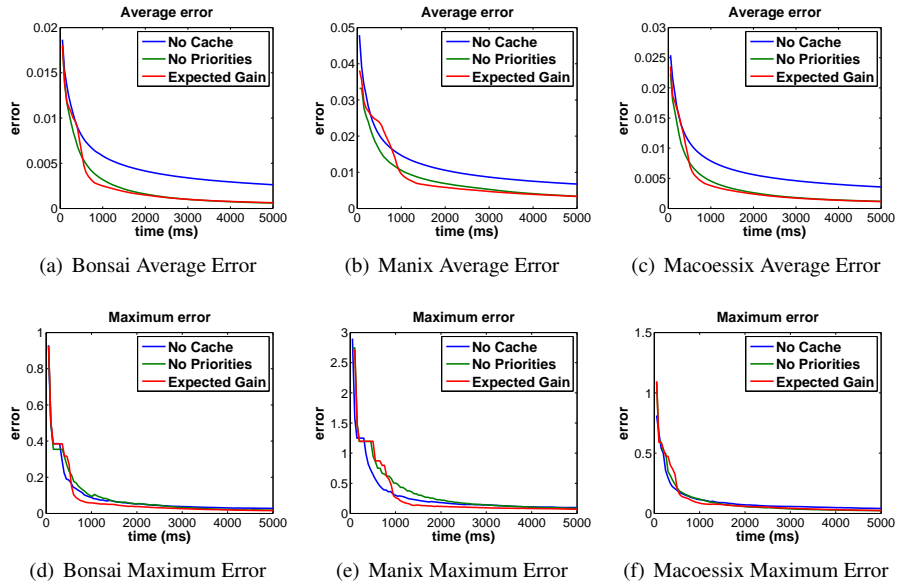 Average error
0.02
0.015
0.01
0.005
0
error
No Cache
No Priorities
Expected Gain
0 1000 2000 3000 4000 5000
time (ms)
(a) Bonsai Average Error
Average error
0.05
0.04
0.03
0.02
0.01
0
error
No Cache
No Priorities
Expected Gain
0 1000 2000 3000 4000 5000
time (ms)
(b) Manix Average Error
Average error
0.03
0.025
0.02
0.015
0.01
0.005
0
error
No Cache
No Priorities
Expected Gain
0 1000 2000 3000 4000 5000
time (ms)
(c) Macoessix Average Error
Maximum error
1
0.8
0.6
0.4
0.2
0
error
No Cache
No Priorities
Expected Gain
0 1000 2000 3000 4000 5000
time (ms)
(d) Bonsai Maximum Error
Maximum error
3
2.5
2
1.5
1
0.5
0
error
No Cache
No Priorities
Expected Gain
0 1000 2000 3000 4000 5000
time (ms)
(e) Manix Maximum Error
Maximum error
1.5
1
0.5
0
error
No Cache
No Priorities
Expected Gain
0 1000 2000 3000 4000 5000
time (ms)
(f) Macoessix Maximum Error